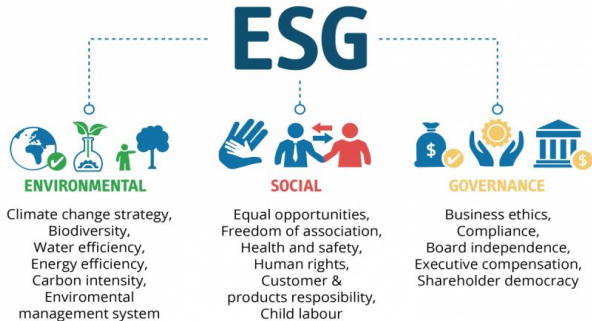 ESG
ENVIRONMENTAL
Climate change strategy,
Biodiversity,
Water efficiency,
Energy efficiency,
Carbon intensity,
Enviromental
management system
SOCIAL
Equal opportunities,
Freedom of association,
Health and safety,
Human rights,
Customer &
products resposibility,
Child labour
GOVERNANCE
Business ethics,
Compliance,
Board independence,
Executive compensation,
Shareholder democracy